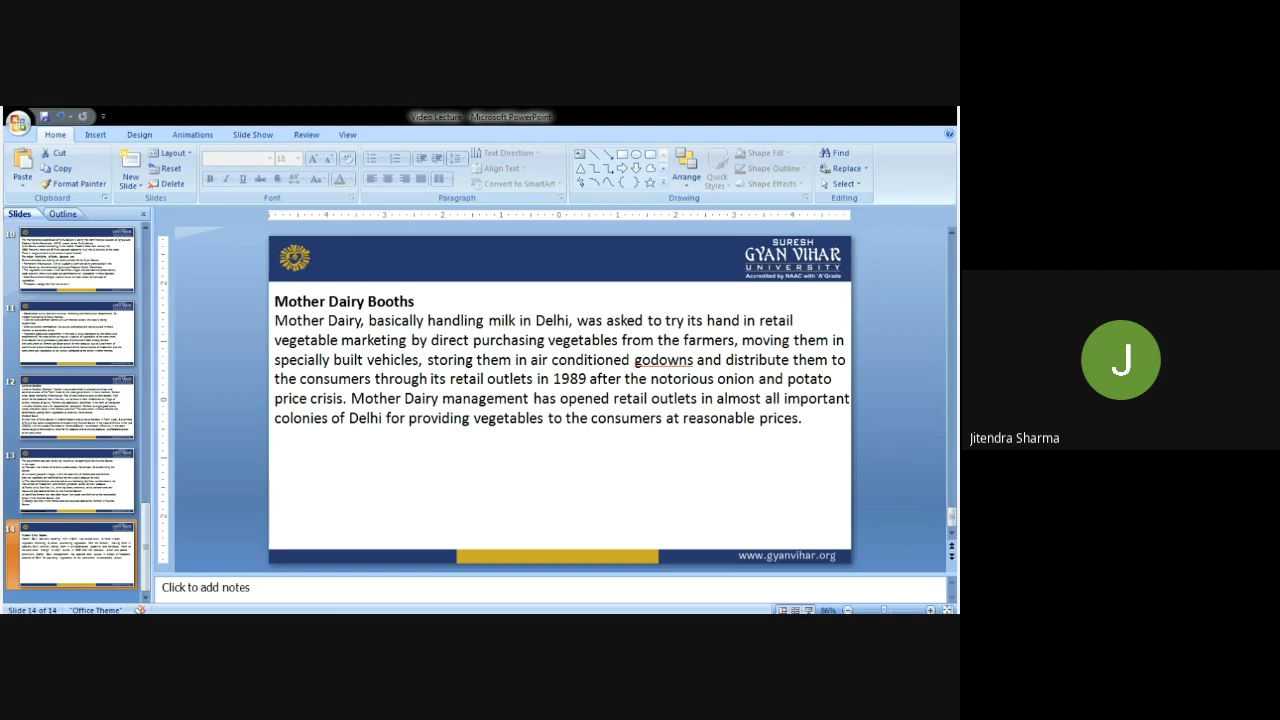 Video Lecture - Microsoft PowerPoint
Home Insert Design Animations Slide Show Review View
Paste
Cut
Copy
Format Painter
Clipboard
New Slide
Layout
Reset
Delete
Slides
18
Font
Text Direction
Align Text
Convert to SmartArt
Paragraph
Arrange
Quick Styles
Shape Fill
Shape Outline
Shape Effects
Drawing
Find
Replace
Select
Editing
Slides Outline
10
11
12
13
14
SURESH
GYAN VIHAR
UNIVERSITY
Accredited by NAAC with 'A' Grade
Mother Dairy Booths
Mother Dairy, basically handling milk in Delhi, was asked to try its hand in retail
vegetable marketing by direct purchasing vegetables from the farmers, moving them in
specially built vehicles, storing them in air conditioned godowns and distribute them to
the consumers through its retail outlets in 1989 after the notorious onion and potato
price crisis. Mother Dairy management has opened retail outlets in almost all important
colonies of Delhi for providing vegetables to the consumers at reasonable prices.
www.gyanvihar.org
Click to add notes
Slide 14 of 14
"Office Theme"
86%
J
Jitendra Sharma